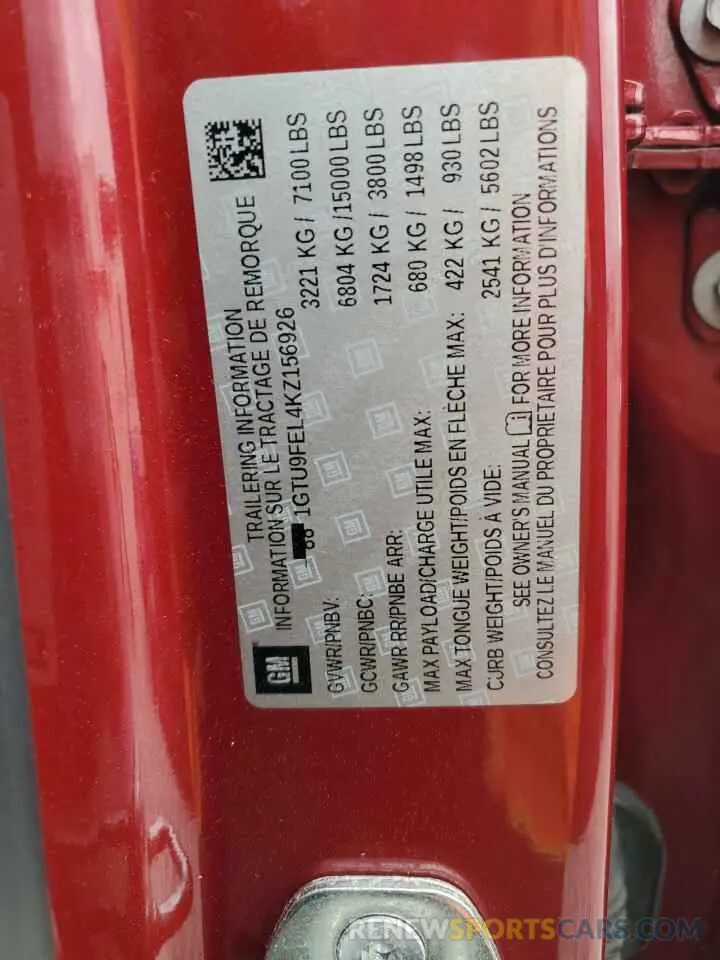 TRAILERING INFORMATION
INFORMATION SUR LE TRACTAGE DE REMORQUE
1GTU9FEL4KZ156926
GVWR/PNBV: 3221 KG / 7100 LBS
GCWR/PNBC: 6804 KG /15000 LBS
GAWR RR/PNBE ARR: 1724 KG / 3800 LBS
MAX PAYLOAD/CHARGE UTILE MAX: 680 KG / 1498 LBS
MAX TONGUE WEIGHT/POIDS EN FLÈCHE MAX: 422 KG / 930 LBS
CURB WEIGHT/POIDS À VIDE: 2541 KG / 5602 LBS
SEE OWNER'S MANUAL FOR MORE INFORMATION
CONSULTEZ LE MANUEL DU PROPRIETAIRE POUR PLUS D'INFORMATIONS
GM
RENEWSPORTSCARS.COM